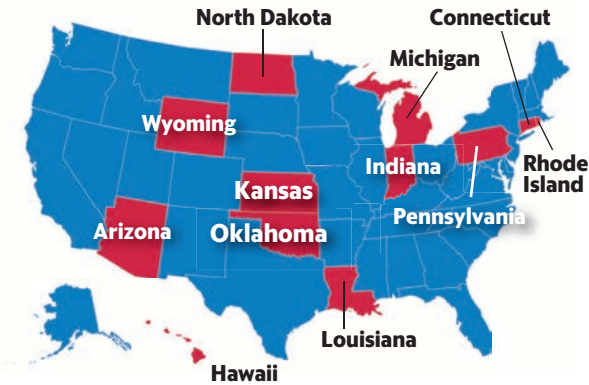 North Dakota
Connecticut
Michigan
Wyoming
Indiana
Rhode
Island
Kansas
Pennsylvania
Arizona
Oklahoma
Louisiana
Hawaii